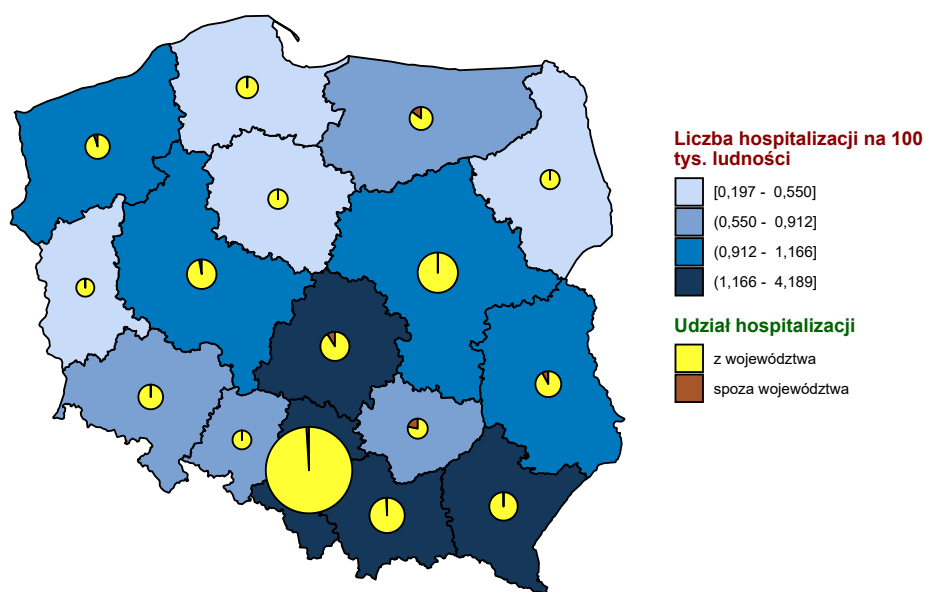 Liczba hospitalizacji na 100
tys. ludności
[0,197 - 0,550]
(0,550 - 0,912]
(0,912 - 1,166]
(1,166 - 4,189]
Udział hospitalizacji
z województwa
spoza województwa